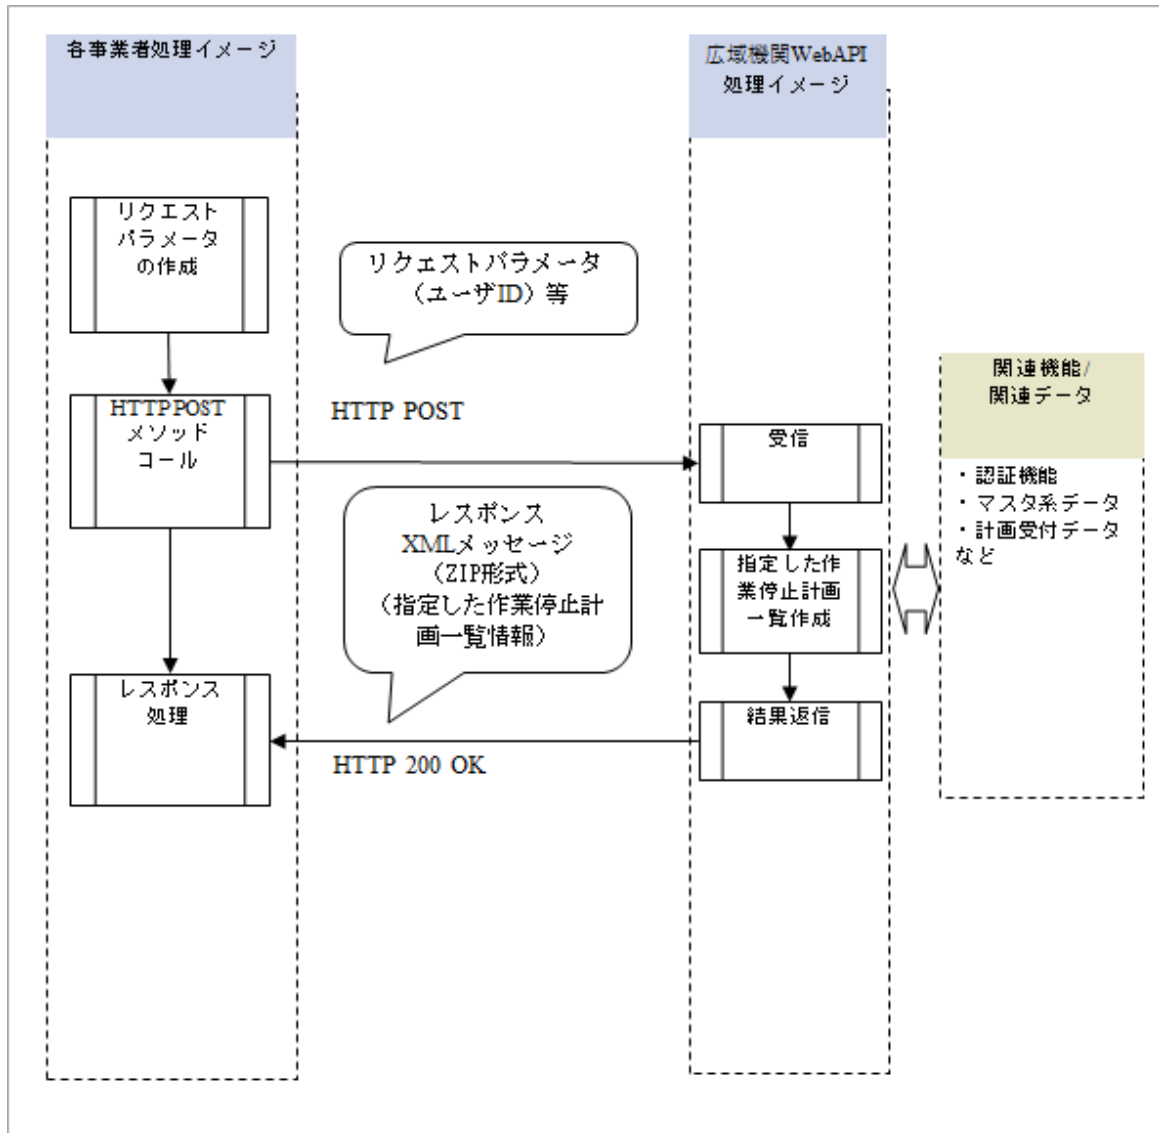 各事業者処理イメージ
広域機関WebAPI
処理イメージ
リクエスト
パラメータ
の作成
リクエストパラメータ
（ユーザID）等
HTTP POST
メソッド
コール
HTTP POST
受信
関連機能/
関連データ
・認証機能
・マスタ系データ
・計画受付データ
など
レスポンス
XMLメッセージ
（ZIP形式）
（指定した作業停止計
画一覧情報）
指定した作
業停止計画
一覧作成
レスポンス
処理
結果返信
HTTP 200 OK